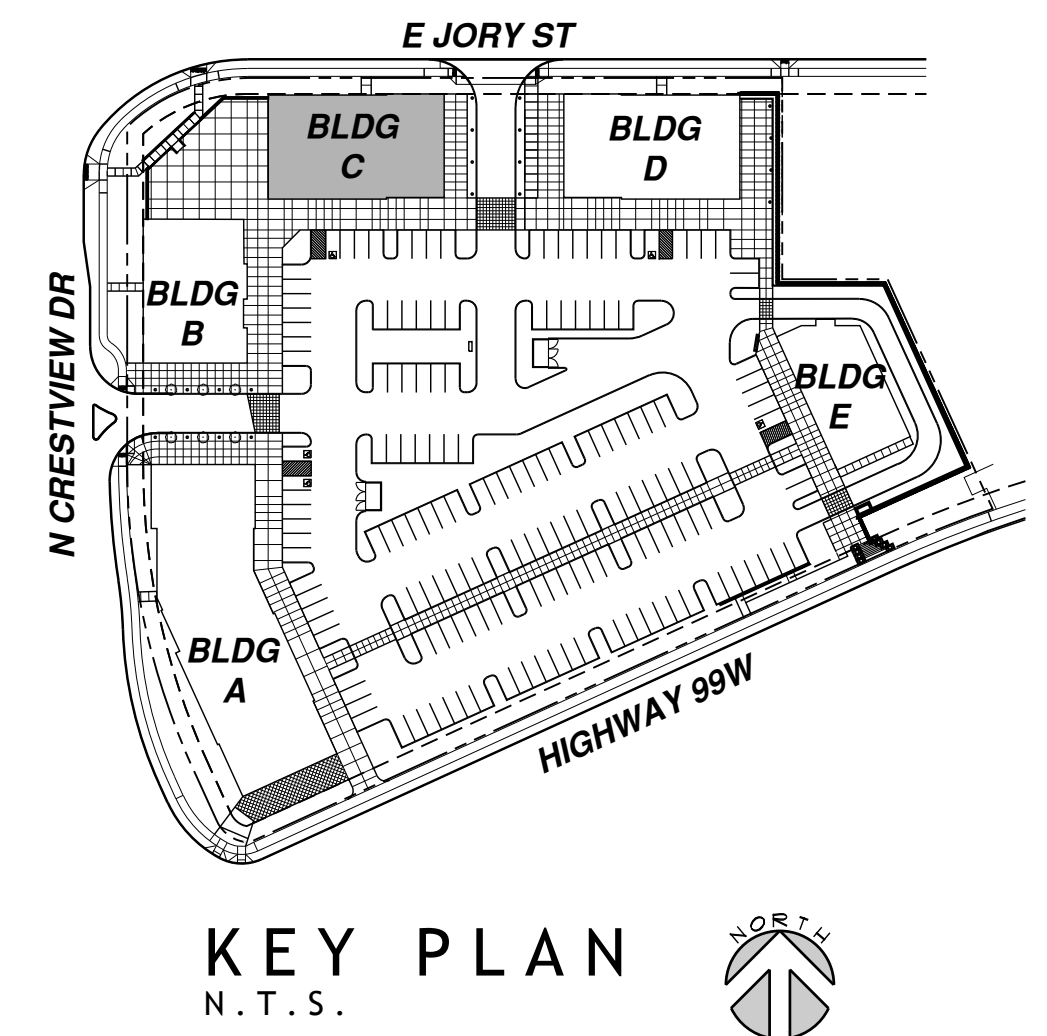 E JORY ST
BLDG
C
BLDG
D
N CRESTVIEW DR
BLDG
B
BLDG
E
BLDG
A
HIGHWAY 99W
KEY PLAN
N.T.S.
NORTH